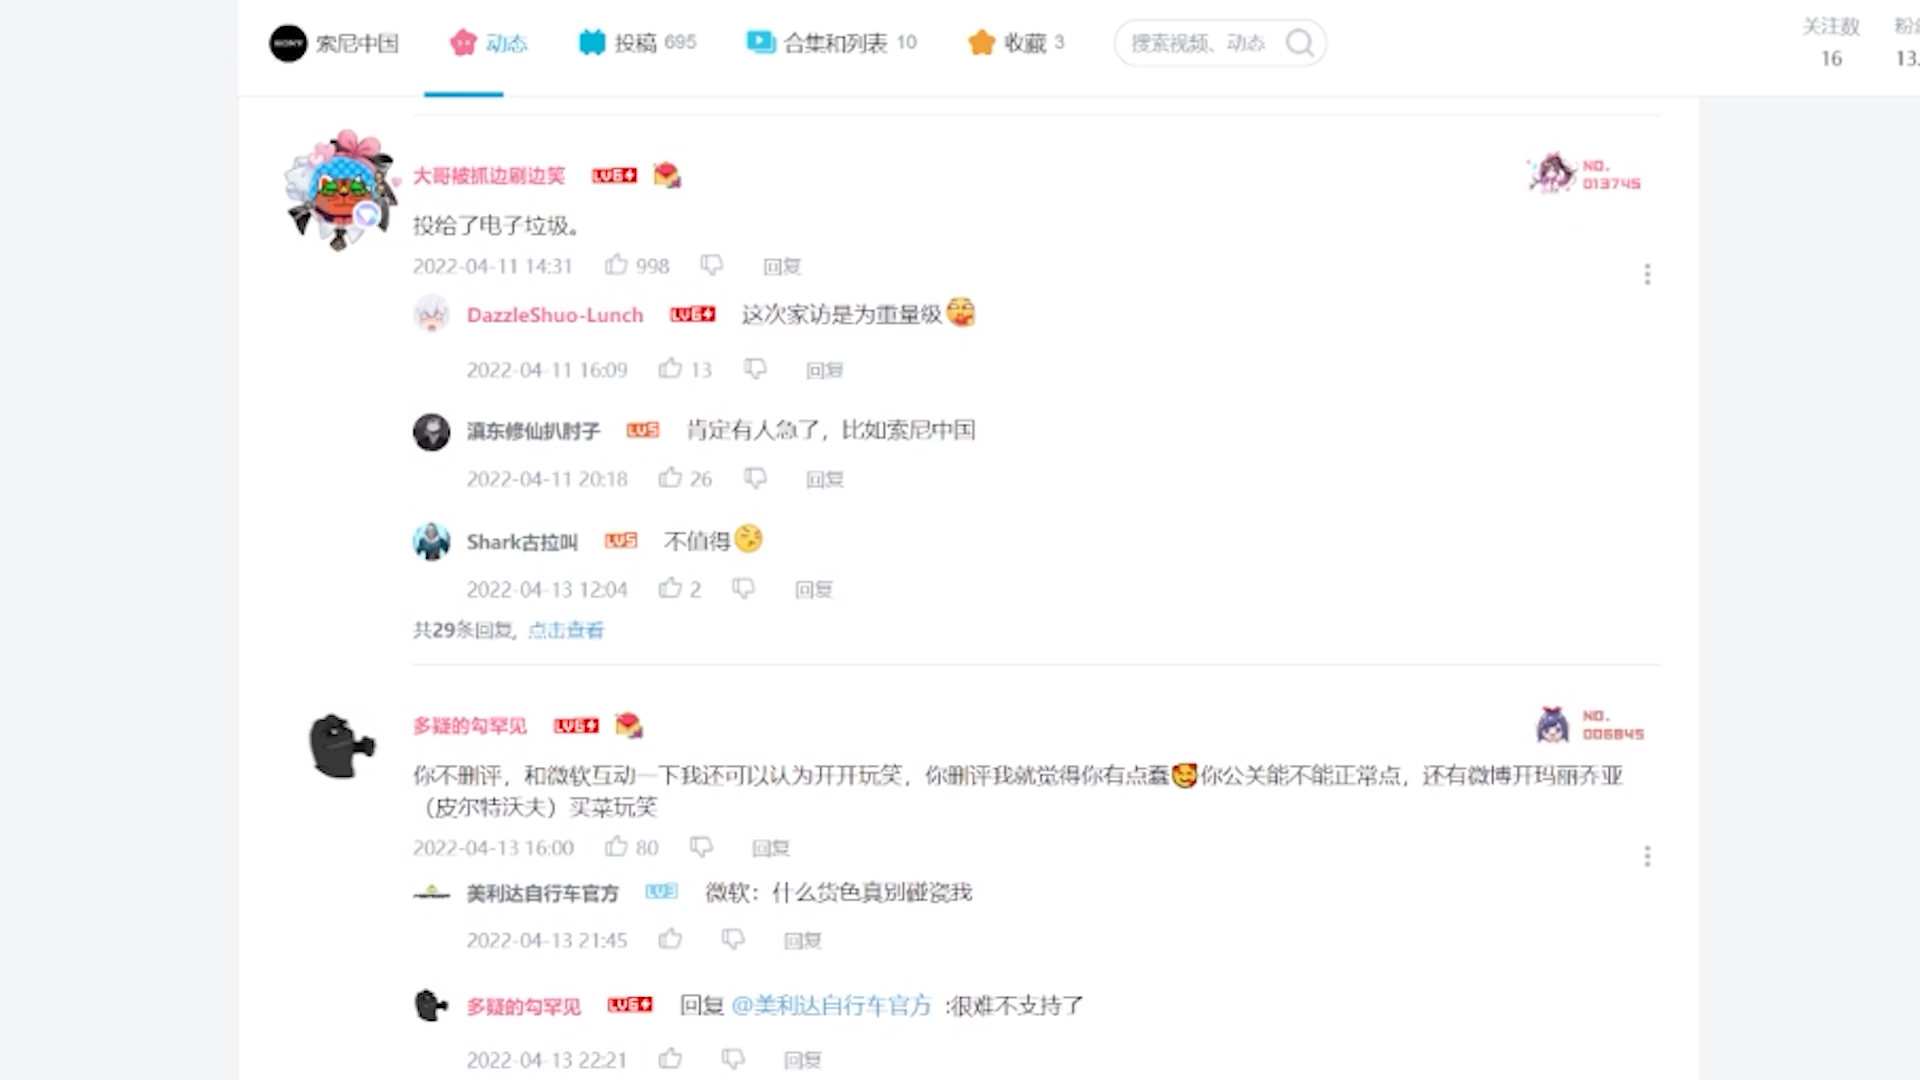 SONY 索尼中国 动态 投稿 695 合集和列表 10 收藏 3 搜索视频、动态 关注数
16 13.
大哥被抓边刷边笑 LV6 NO.
013745
投给了电子垃圾。
2022-04-11 14:31 998 回复
DazzleShuo-Lunch LV6 这次家访是为重量级
2022-04-11 16:09 13 回复
滇东修仙扒肘子 LV5 肯定有人急了，比如索尼中国
2022-04-11 20:18 26 回复
Shark古拉叫 LV5 不值得
2022-04-13 12:04 2 回复
共29条回复, 点击查看
多疑的勾罕见 LV6 NO.
006845
你不删评，和微软互动一下我还可以认为开开玩笑，你删评我就觉得你有点蠢你公关能不能正常点，还有微博开玛丽乔亚
（皮尔特沃夫）买菜玩笑
2022-04-13 16:00 80 回复
美利达自行车官方 LV3 微软：什么货色真别碰瓷我
2022-04-13 21:45 回复
多疑的勾罕见 LV6 回复 @美利达自行车官方 :很难不支持了
2022-04-13 22:21 回复